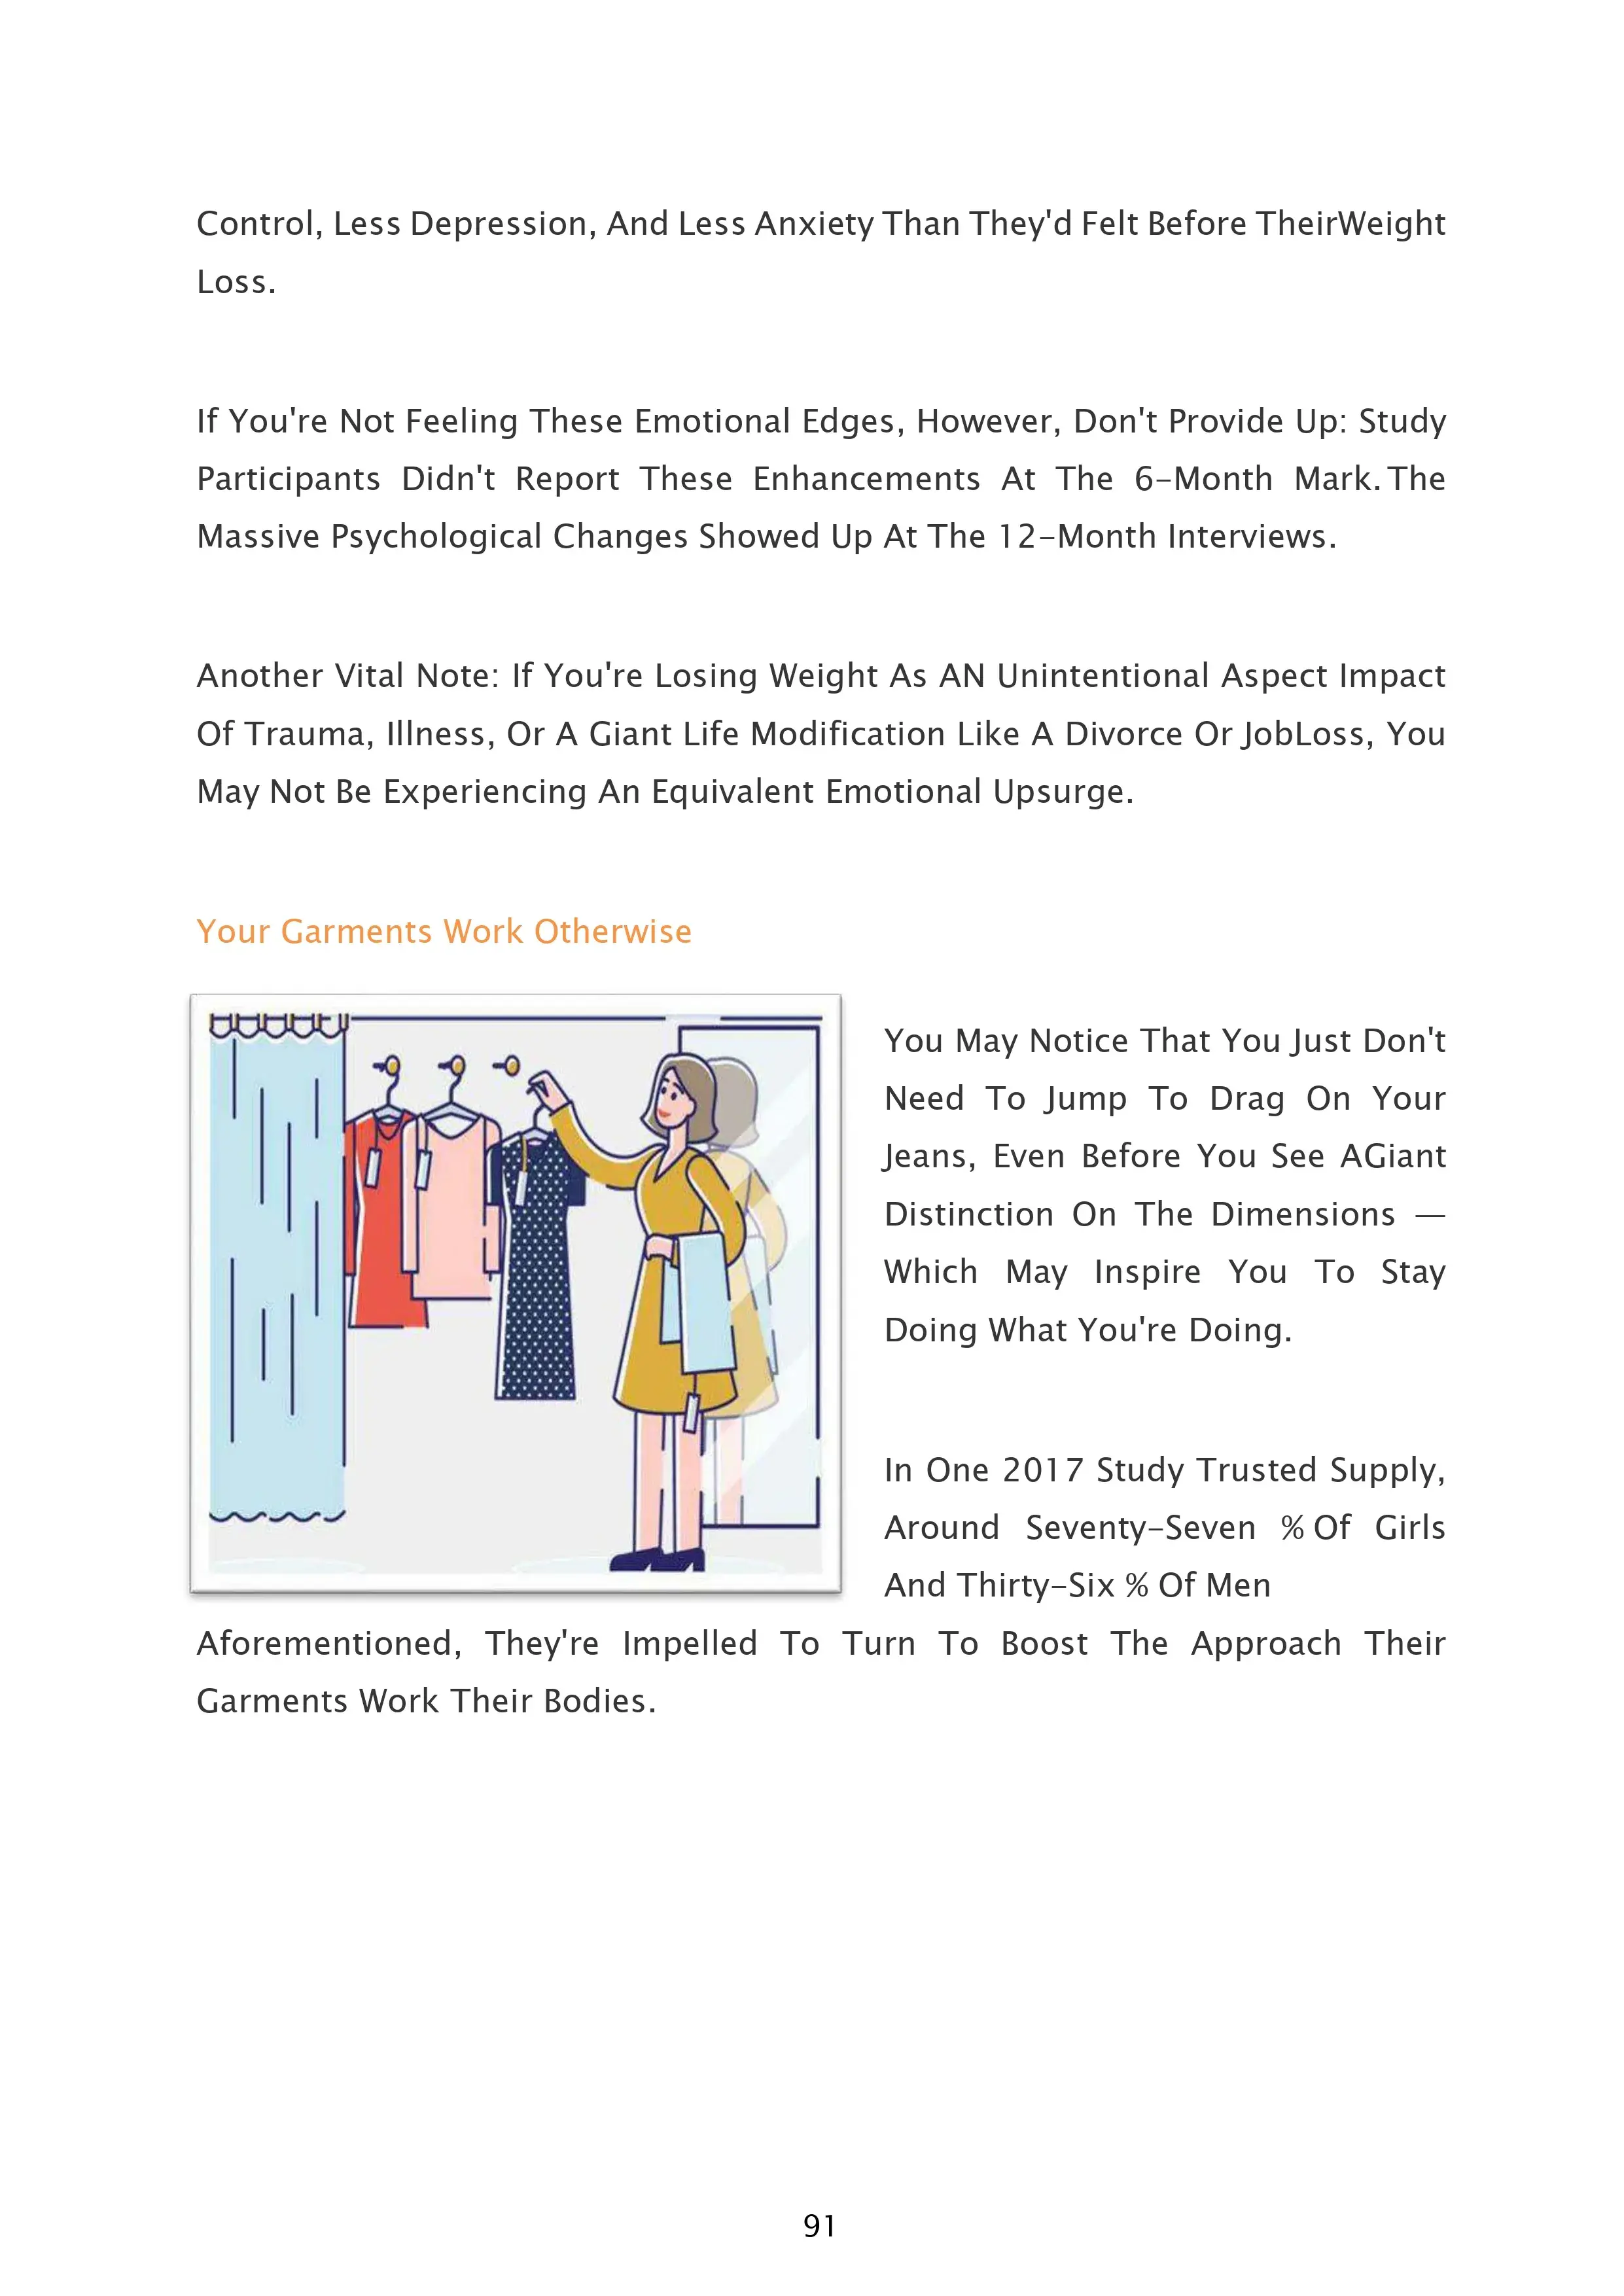 Control, Less Depression, And Less Anxiety Than They'd Felt Before TheirWeight
Loss.
If You're Not Feeling These Emotional Edges, However, Don't Provide Up: Study
Participants Didn't Report These Enhancements At The 6-Month Mark.The
Massive Psychological Changes Showed Up At The 12-Month Interviews.
Another Vital Note: If You're Losing Weight As AN Unintentional Aspect Impact
Of Trauma, Illness, Or A Giant Life Modification Like A Divorce Or JobLoss, You
May Not Be Experiencing An Equivalent Emotional Upsurge.
Your Garments Work Otherwise
You May Notice That You Just Don't
Need To Jump To Drag On Your
Jeans, Even Before You See AGiant
Distinction On The Dimensions —
Which May Inspire You To Stay
Doing What You're Doing.
In One 2017 Study Trusted Supply,
Around Seventy-Seven % Of Girls
And Thirty-Six % Of Men
Aforementioned, They're Impelled To Turn To Boost The Approach Their
Garments Work Their Bodies.
91